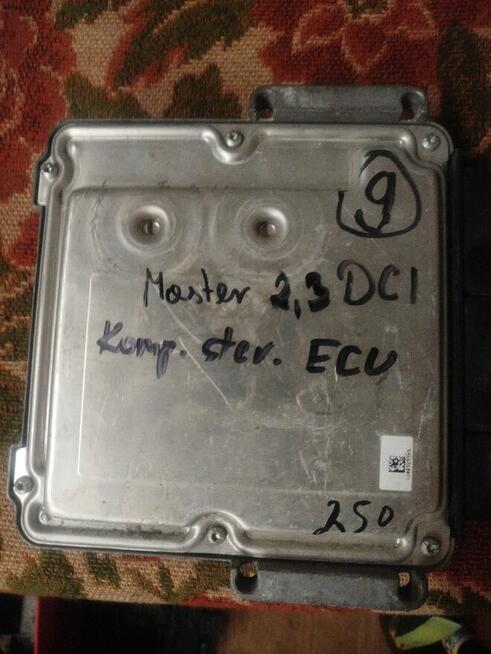 9
Master 2,3 DCI
Komp. ster. ECU
250